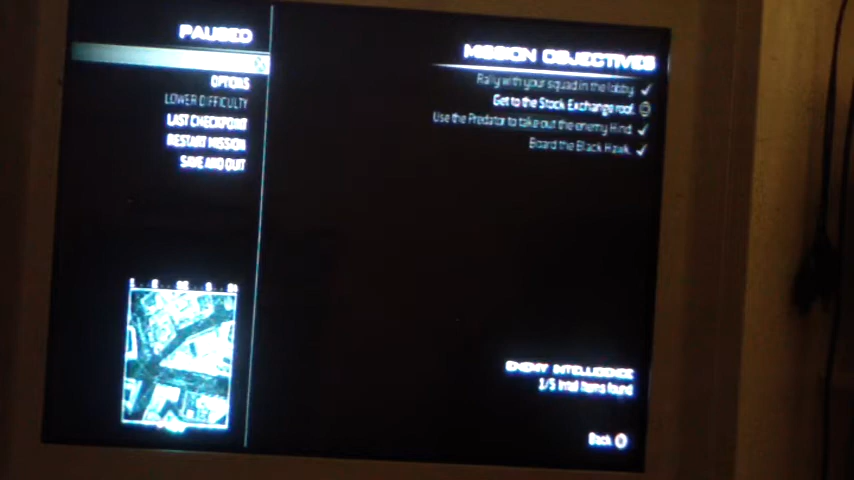 PAUSED
OPTIONS
LOWER DIFFICULTY
LAST CHECKPOINT
RESTART MISSION
SAVE AND QUIT
MISSION OBJECTIVES
Rally with your squad in the lobby.
Get to the Stock Exchange roof.
Use the Predator to take out the enemy Hind.
Board the Black Hawk.
ENEMY INTELLIGENCE
1/5 Intel Items found
Back